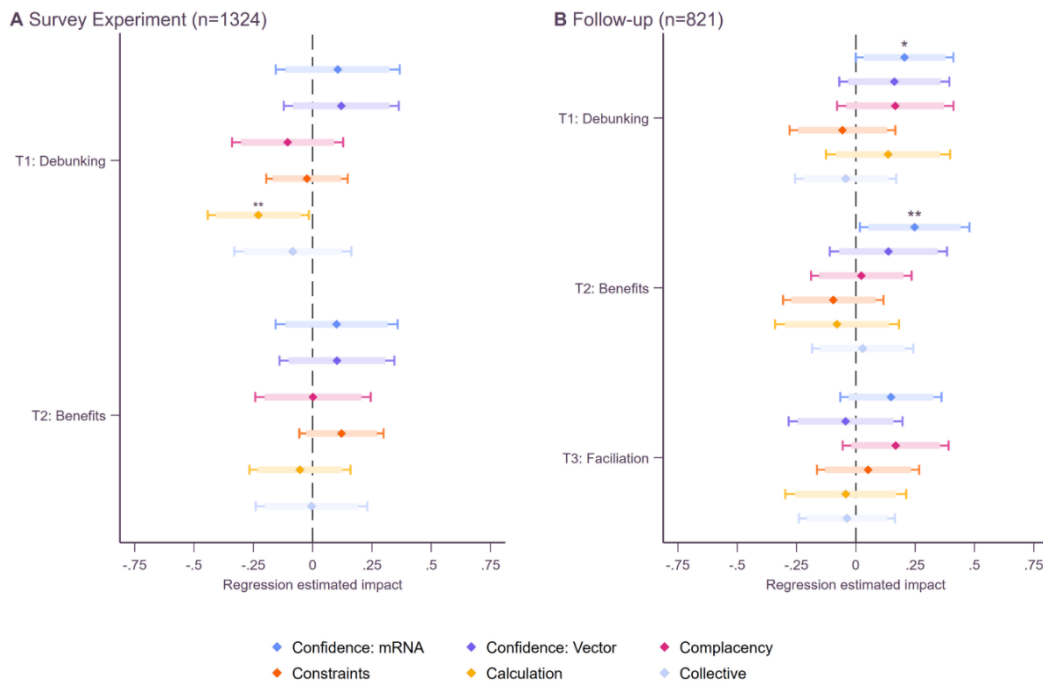 A Survey Experiment (n=1324)
T1: Debunking
**
T2: Benefits
-.75 -.5 -.25 0 .25 .5 .75
Regression estimated impact
B Follow-up (n=821)
*
T1: Debunking
**
T2: Benefits
T3: Faciliation
-.75 -.5 -.25 0 .25 .5 .75
Regression estimated impact
Confidence: mRNA Confidence: Vector Complacency
Constraints Calculation Collective